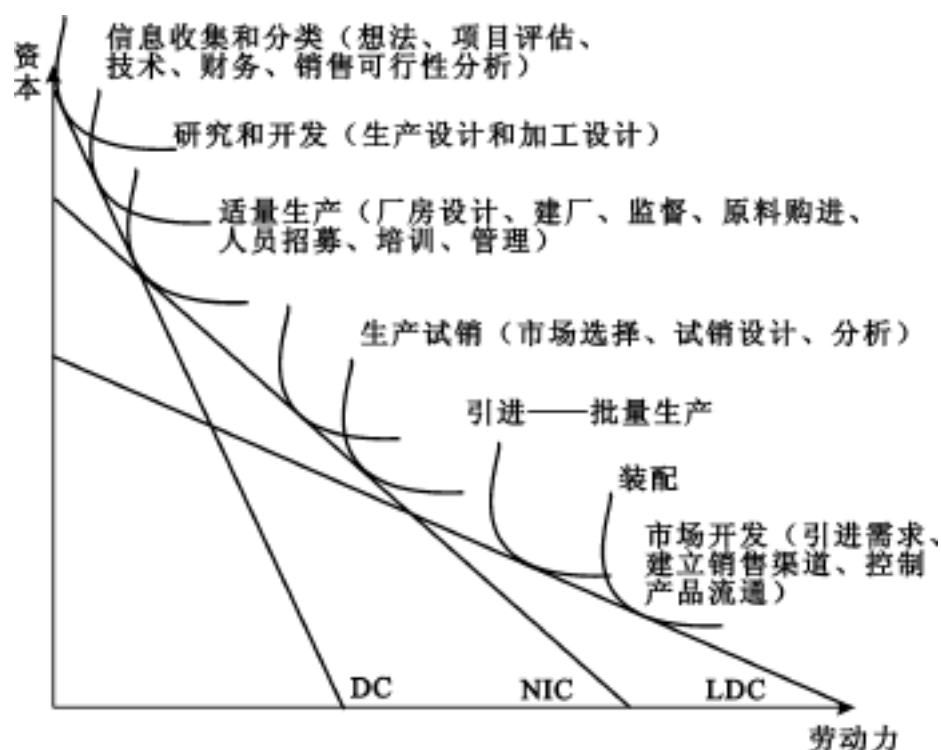 资
本
信息收集和分类（想法、项目评估、
技术、财务、销售可行性分析）
研究和开发（生产设计和加工设计）
适量生产（厂房设计、建厂、监督、原料购进、
人员招募、培训、管理）
生产试销（市场选择、试销设计、分析）
引进——批量生产
装配
市场开发（引进需求、
建立销售渠道、控制
产品流通）
DC
NIC
LDC
劳动力